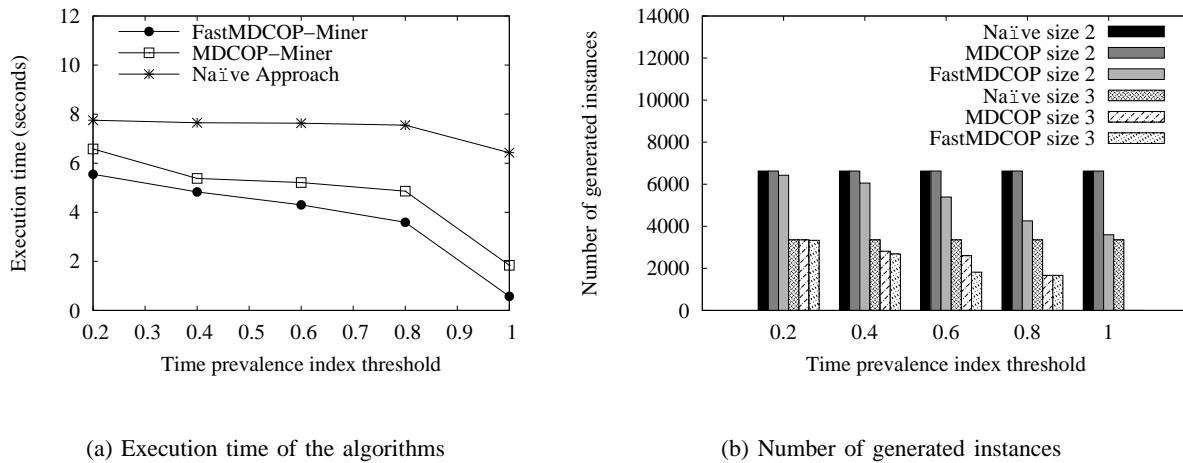 12
10
8
6
4
2
0
Execution time (seconds)
FastMDCOP−Miner
MDCOP−Miner
Naïve Approach
0.2 0.3 0.4 0.5 0.6 0.7 0.8 0.9 1
Time prevalence index threshold
(a) Execution time of the algorithms
14000
12000
10000
8000
6000
4000
2000
0
Number of generated instances
Naïve size 2
MDCOP size 2
FastMDCOP size 2
Naïve size 3
MDCOP size 3
FastMDCOP size 3
0.2 0.4 0.6 0.8 1
Time prevalence index threshold
(b) Number of generated instances